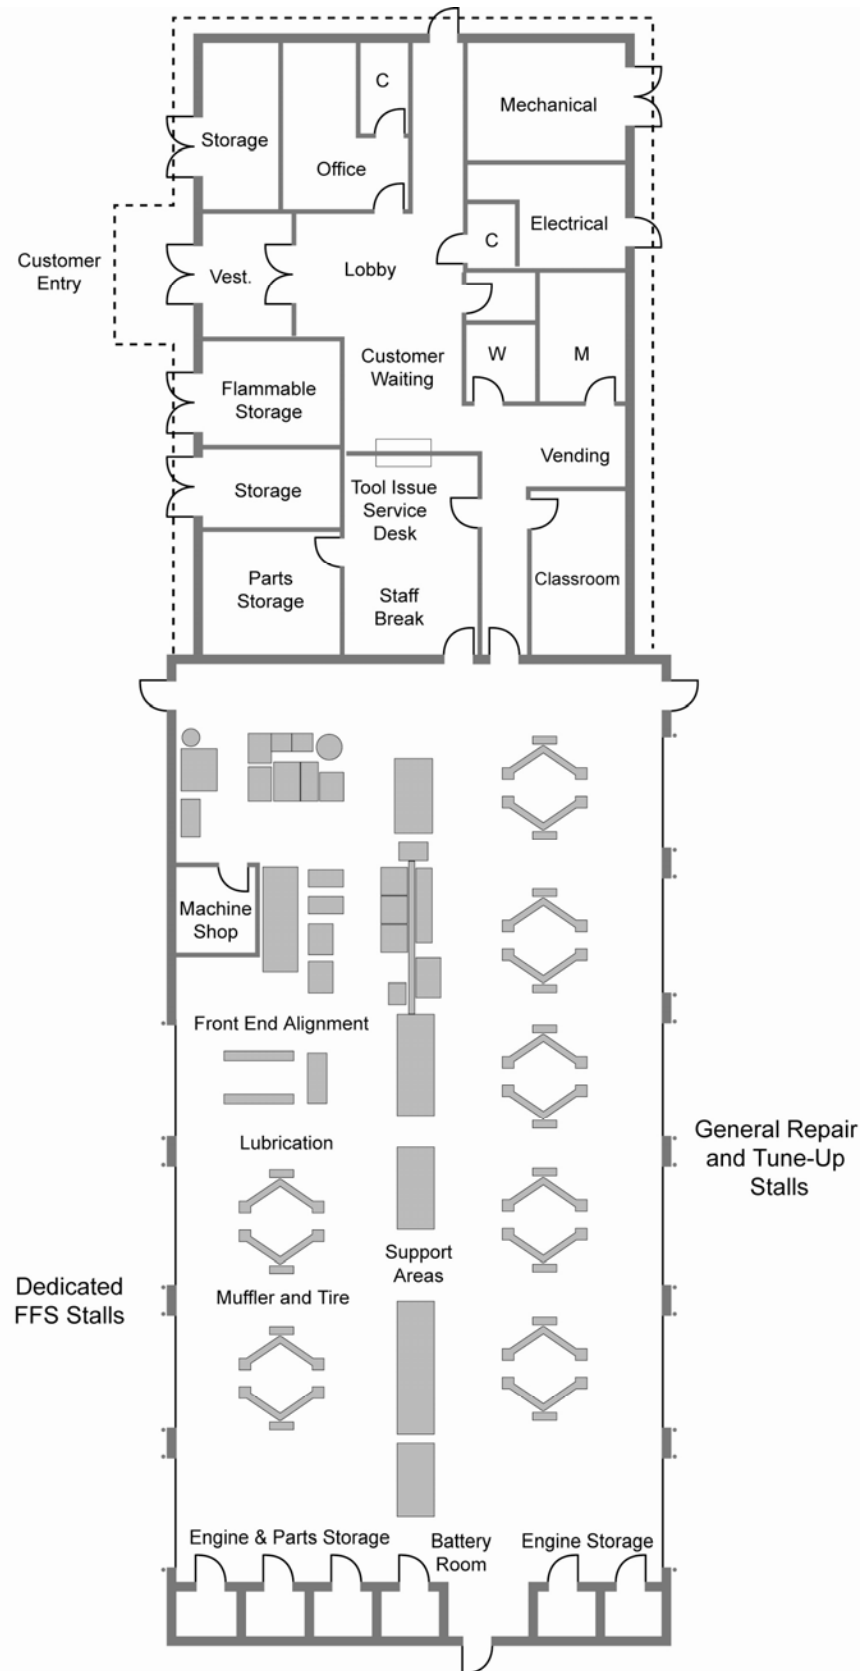 C
Mechanical
Storage
Office
Electrical
C
Customer
Entry
Vest.
Lobby
Customer
Waiting
W
M
Flammable
Storage
Vending
Storage
Tool Issue
Service
Desk
Parts
Storage
Staff
Break
Classroom
Machine
Shop
Front End Alignment
General Repair
and Tune-Up
Stalls
Lubrication
Support
Areas
Dedicated
FFS Stalls
Muffler and Tire
Engine & Parts Storage
Battery
Room
Engine Storage